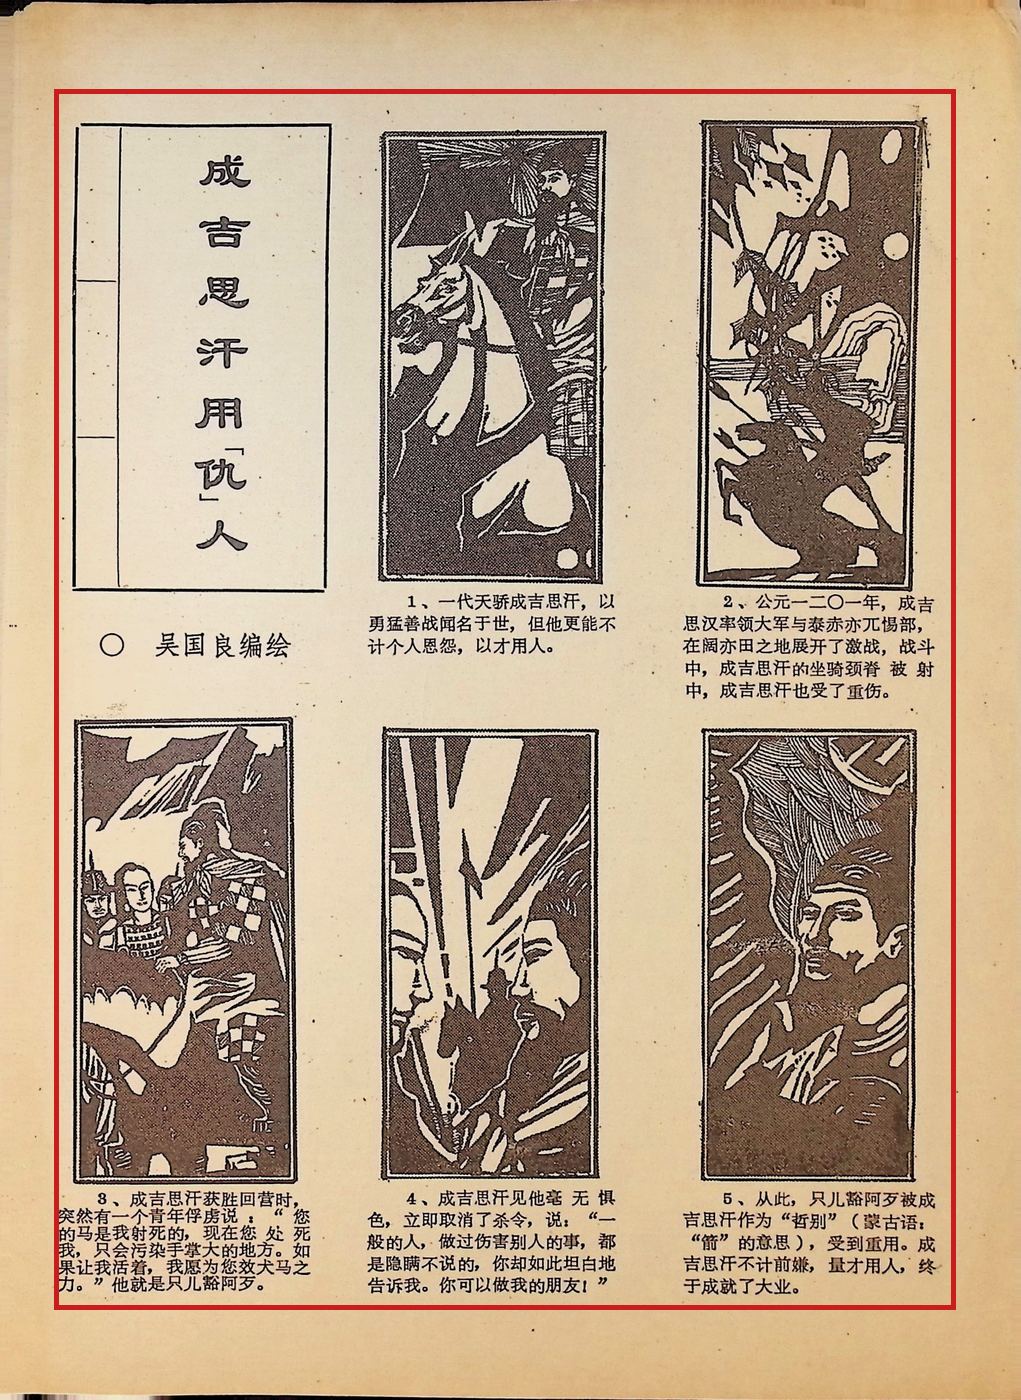 成吉思汗用「仇」人
○ 吴国良编绘
1、一代天骄成吉思汗，以
勇猛善战闻名于世，但他更能不
计个人恩怨，以才用人。
2、公元一二〇一年，成吉
思汉率领大军与泰赤亦兀惕部，
在阔亦田之地展开了激战，战斗
中，成吉思汗的坐骑颈脊被射
中，成吉思汗也受了重伤。
3、成吉思汗获胜回营时，
突然有一个青年俘虏说：“您
的马是我射死的，现在您处死
我，只会污染手掌大的地方。如
果让我活着，我愿为您效犬马之
力。”他就是只儿豁阿歹。
4、成吉思汗见他毫无惧
色，立即取消了杀令，说：“一
般的人，做过伤害别人的事，都
是隐瞒不说的，你却如此坦白地
告诉我。你可以做我的朋友！”
5、从此，只儿豁阿歹被成
吉思汗作为“哲别”（蒙古语：
“箭”的意思），受到重用。成
吉思汗不计前嫌，量才用人，终
于成就了大业。